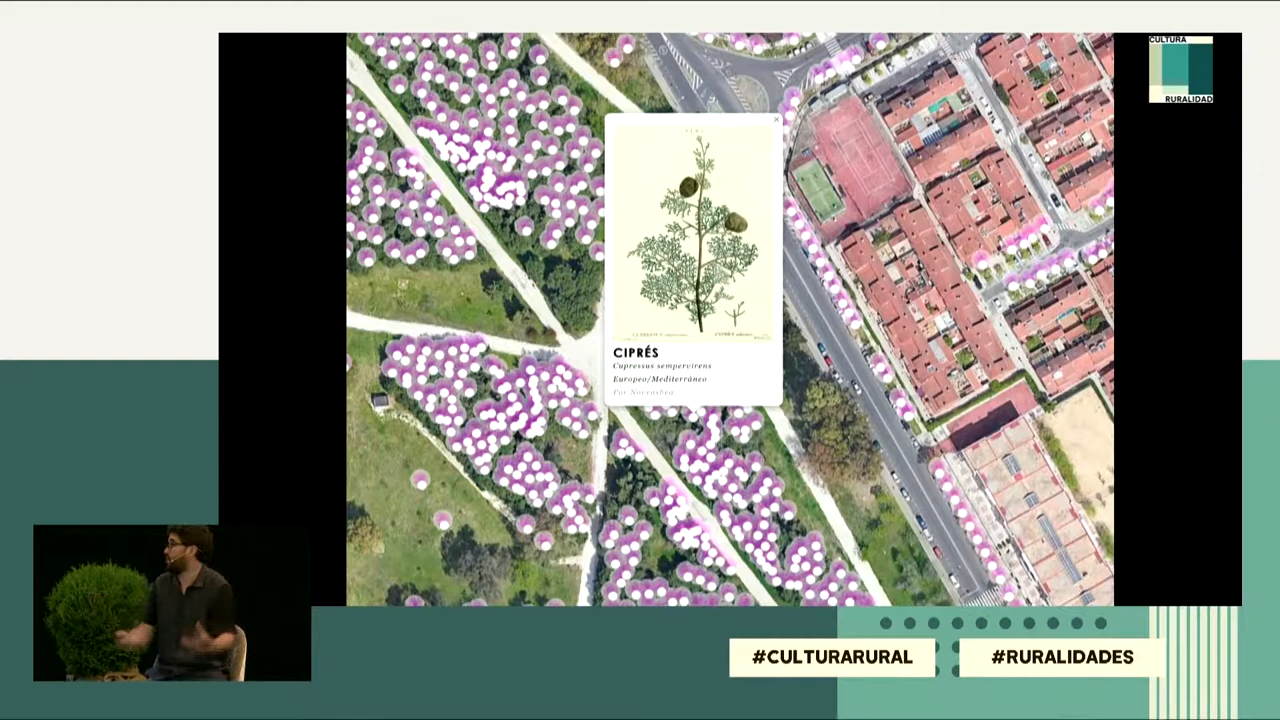 CULTURA
RURALIDAD
CIPRÉS
Cupressus sempervirens
Europeo/Mediterráneo
#CULTURARURAL
#RURALIDADES